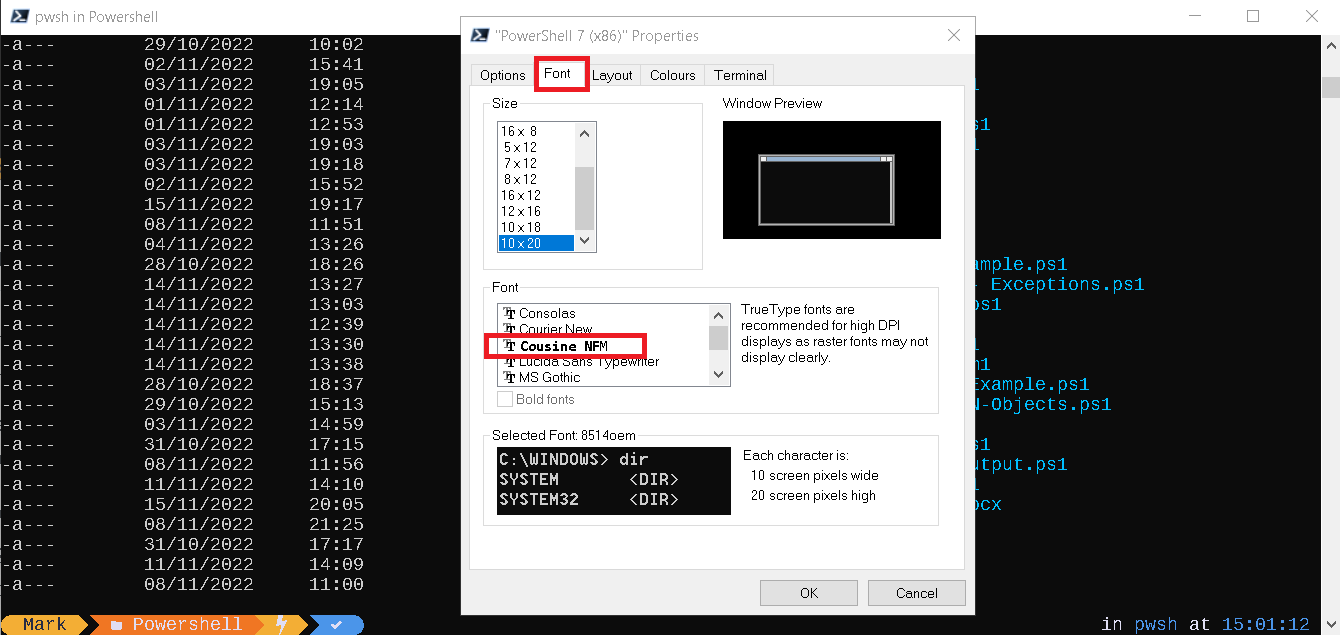 pwsh in Powershell
-a--- 29/10/2022 10:02
-a--- 02/11/2022 15:41
-a--- 03/11/2022 19:05
-a--- 01/11/2022 12:14
-a--- 01/11/2022 12:53 s1
-a--- 03/11/2022 19:03
-a--- 03/11/2022 19:18
-a--- 02/11/2022 15:52
-a--- 15/11/2022 19:17
-a--- 08/11/2022 11:51
-a--- 04/11/2022 13:26
-a--- 28/10/2022 18:26 ample.ps1
-a--- 14/11/2022 13:27 - Exceptions.ps1
-a--- 14/11/2022 13:03 ps1
-a--- 14/11/2022 12:39
-a--- 14/11/2022 13:30
-a--- 14/11/2022 13:38 m1
-a--- 28/10/2022 18:37 Example.ps1
-a--- 29/10/2022 15:13 N-Objects.ps1
-a--- 03/11/2022 14:59
-a--- 31/10/2022 17:15 s1
-a--- 08/11/2022 11:56 utput.ps1
-a--- 11/11/2022 14:10
-a--- 15/11/2022 20:05 ocx
-a--- 08/11/2022 21:25
-a--- 31/10/2022 17:17
-a--- 11/11/2022 14:09
-a--- 08/11/2022 11:00
Mark Powershell in pwsh at 15:01:12
"PowerShell 7 (x86)" Properties
Options Font Layout Colours Terminal
Size
16 x 8
5 x 12
7 x 12
8 x 12
16 x 12
12 x 16
10 x 18
10 x 20
Window Preview
Font
Consolas
Courier New
Cousine NFM
Lucida Sans Typewriter
MS Gothic
Bold fonts
TrueType fonts are
recommended for high DPI
displays as raster fonts may not
display clearly.
Selected Font: 8514oem
C:\WINDOWS> dir
SYSTEM <DIR>
SYSTEM32 <DIR>
Each character is:
10 screen pixels wide
20 screen pixels high
OK Cancel